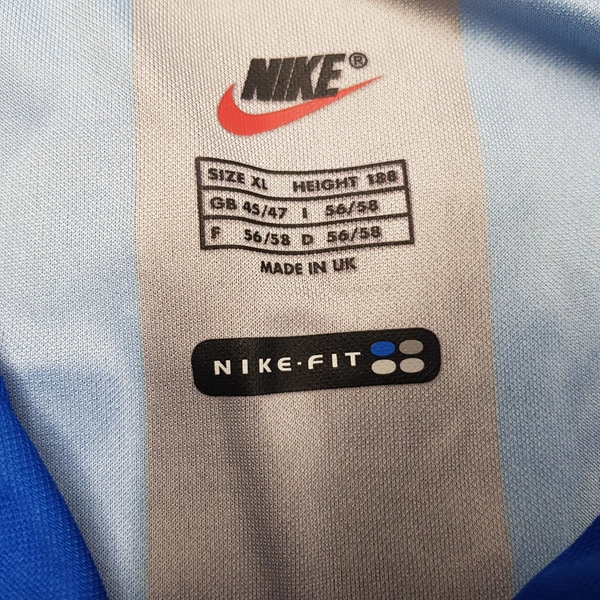 NIKE®
SIZE XL HEIGHT 188
GB 45/47 I 56/58
F 56/58 D 56/58
MADE IN UK
NIKE·FIT